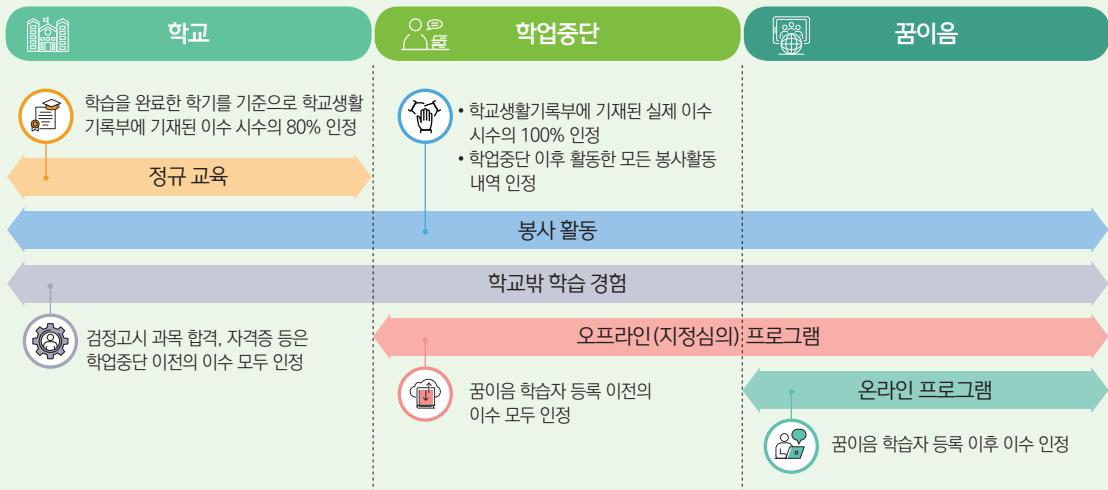 학교
학업중단
꿈이음
학습을 완료한 학기를 기준으로 학교생활
기록부에 기재된 이수 시수의 80% 인정
• 학교생활기록부에 기재된 실제 이수
시수의 100% 인정
• 학업중단 이후 활동한 모든 봉사활동
내역 인정
정규 교육
봉사 활동
학교밖 학습 경험
검정고시 과목 합격, 자격증 등은
학업중단 이전의 이수 모두 인정
오프라인(지정심의) 프로그램
꿈이음 학습자 등록 이전의
이수 모두 인정
온라인 프로그램
꿈이음 학습자 등록 이후 이수 인정